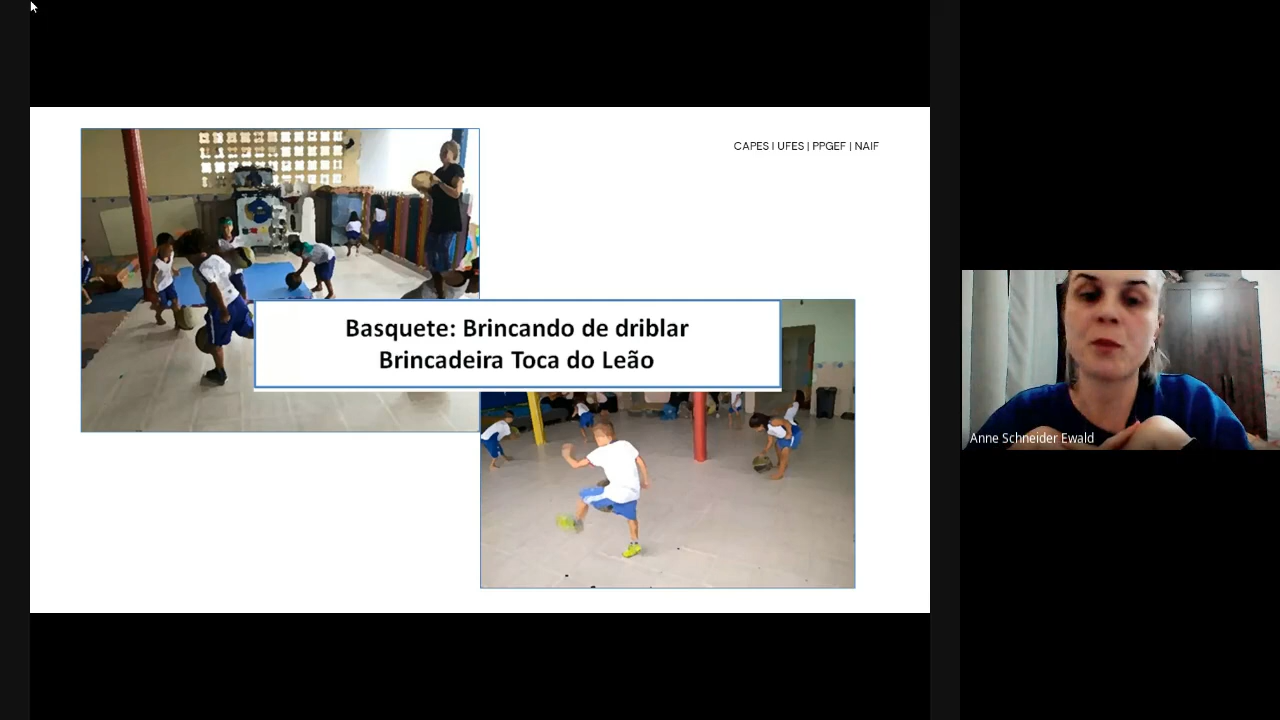 CAPES I UFES | PPGEF | NAIF
Basquete: Brincando de driblar
Brincadeira Toca do Leão
Anne Schneider Ewald